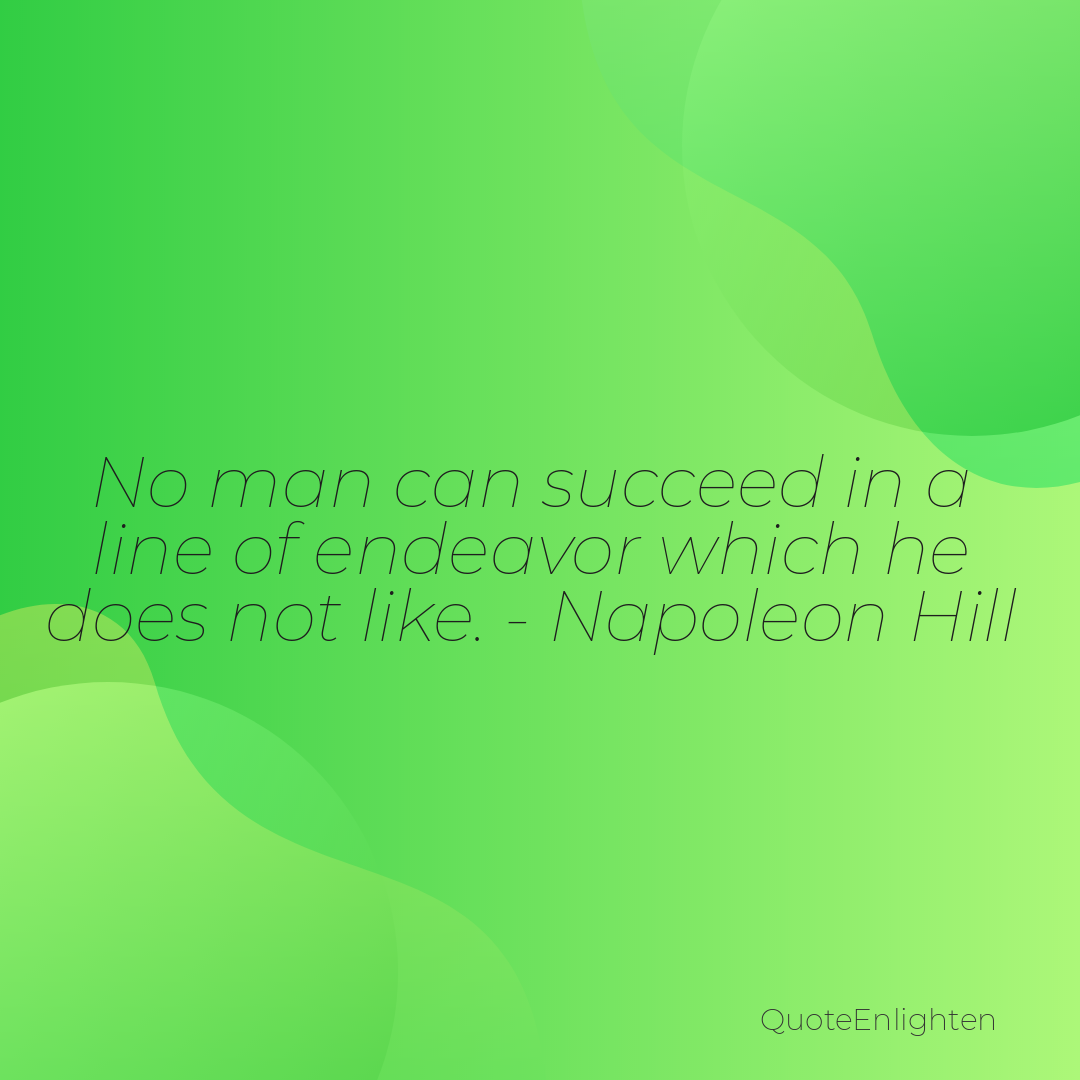 No man can succeed in a
line of endeavor which he
does not like. - Napoleon Hill
QuoteEnlighten